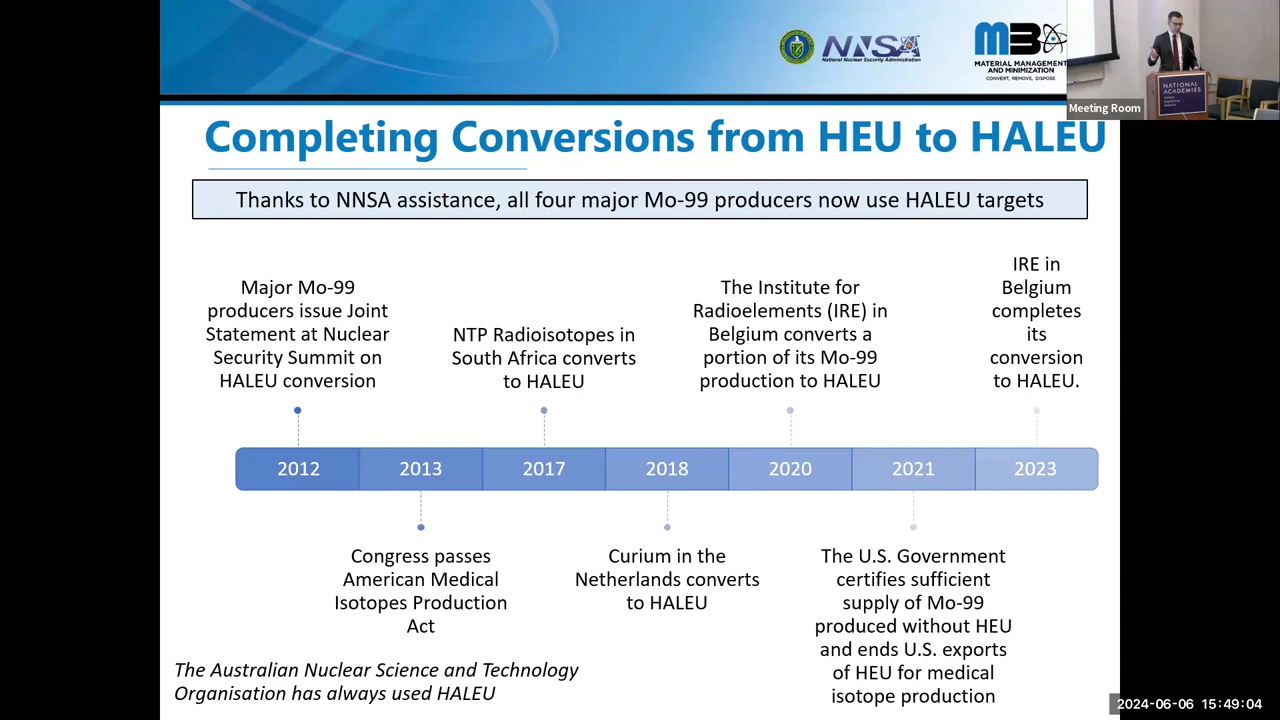 NNSA
National Nuclear Security Administration
M3
MATERIAL MANAGEMENT
AND MINIMIZATION
CONVERT, REMOVE, DISPOSE
NATIONAL
ACADEMIES
Meeting Room
Completing Conversions from HEU to HALEU
Thanks to NNSA assistance, all four major Mo-99 producers now use HALEU targets
Major Mo-99
producers issue Joint
Statement at Nuclear
Security Summit on
HALEU conversion
NTP Radioisotopes in
South Africa converts
to HALEU
The Institute for
Radioelements (IRE) in
Belgium converts a
portion of its Mo-99
production to HALEU
IRE in
Belgium
completes
its
conversion
to HALEU.
2012 2013 2017 2018 2020 2021 2023
Congress passes
American Medical
Isotopes Production
Act
Curium in the
Netherlands converts
to HALEU
The U.S. Government
certifies sufficient
supply of Mo-99
produced without HEU
and ends U.S. exports
of HEU for medical
isotope production
The Australian Nuclear Science and Technology
Organisation has always used HALEU
2024-06-06 15:49:04